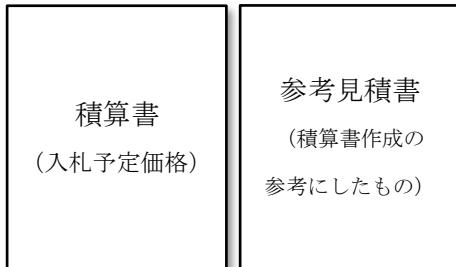 積算書
（入札予定価格）
参考見積書
（積算書作成の
参考にしたもの）